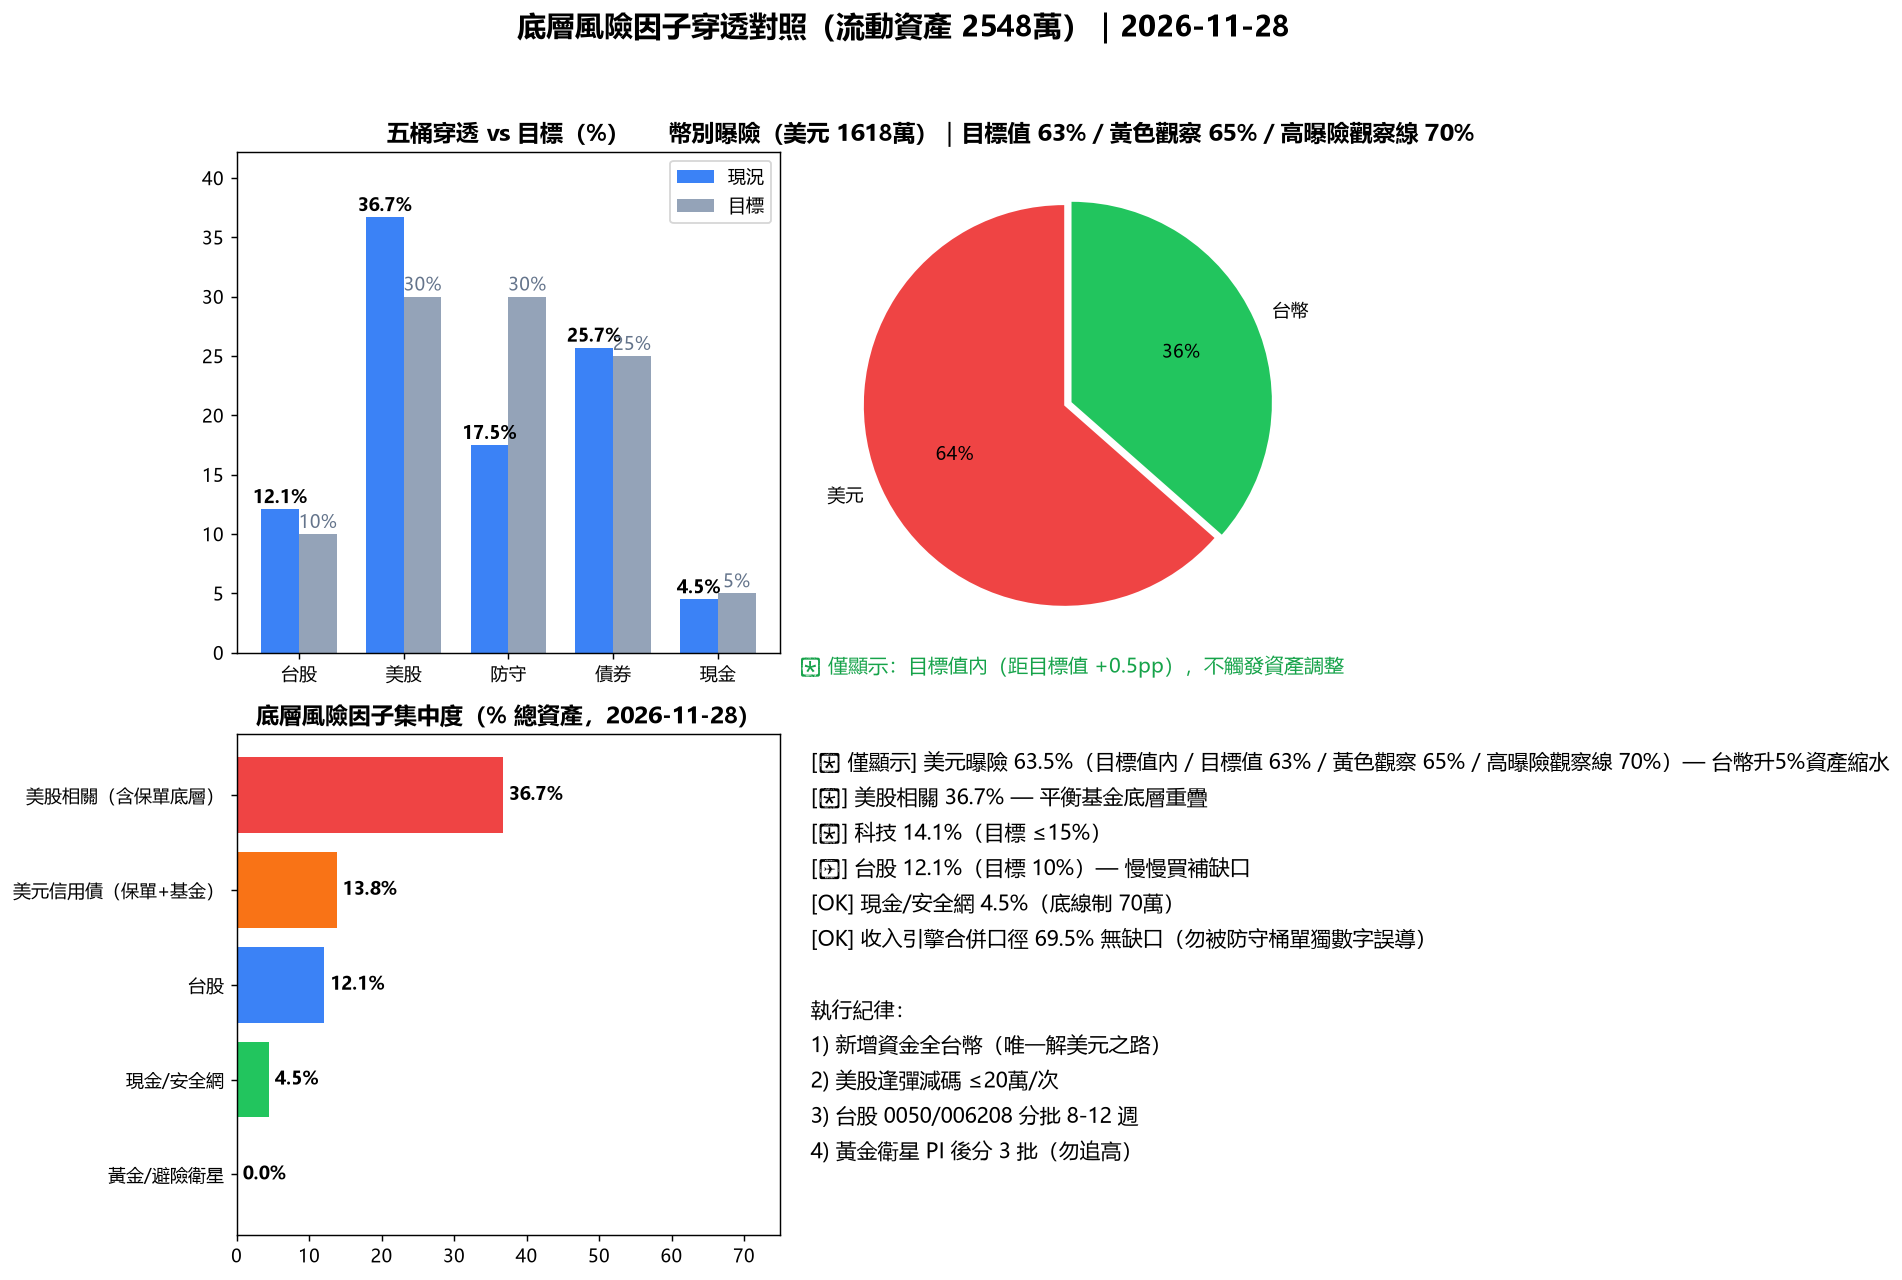 底層風險因子穿透對照（流動資產 2548萬）｜2026-11-28
五桶穿透 vs 目標（%）
現況
目標
40
35
30
25
20
15
10
5
0
12.1%
10%
36.7%
30%
17.5%
30%
25.7%
25%
4.5%
5%
台股
美股
防守
債券
現金
幣別曝險（美元 1618萬）｜目標值 63% / 黃色觀察 65% / 高曝險觀察線 70%
台幣
36%
64%
美元
僅顯示：目標值內（距目標值 +0.5pp），不觸發資產調整
底層風險因子集中度（% 總資產，2026-11-28）
美股相關（含保單底層）
36.7%
美元信用債（保單+基金）
13.8%
台股
12.1%
現金/安全網
4.5%
黃金/避險衛星
0.0%
0
10
20
30
40
50
60
70
[ 僅顯示] 美元曝險 63.5%（目標值內 / 目標值 63% / 黃色觀察 65% / 高曝險觀察線 70%）— 台幣升5%資產縮水
[] 美股相關 36.7% — 平衡基金底層重疊
[] 科技 14.1%（目標 ≤15%）
[] 台股 12.1%（目標 10%）— 慢慢買補缺口
[OK] 現金/安全網 4.5%（底線制 70萬）
[OK] 收入引擎合併口徑 69.5% 無缺口（勿被防守桶單獨數字誤導）
執行紀律：
1) 新增資金全台幣（唯一解美元之路）
2) 美股逢彈減碼 ≤20萬/次
3) 台股 0050/006208 分批 8-12 週
4) 黃金衛星 PI 後分 3 批（勿追高）